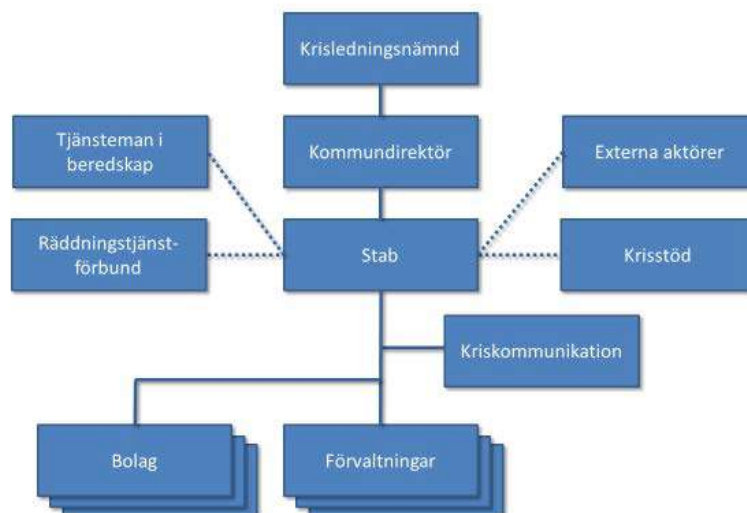 Krisledningsnämnd
Tjänsteman i
beredskap
Kommundirektör
Externa aktörer
Räddningstjänst-
förbund
Stab
Krisstöd
Kriskommunikation
Bolag
Förvaltningar